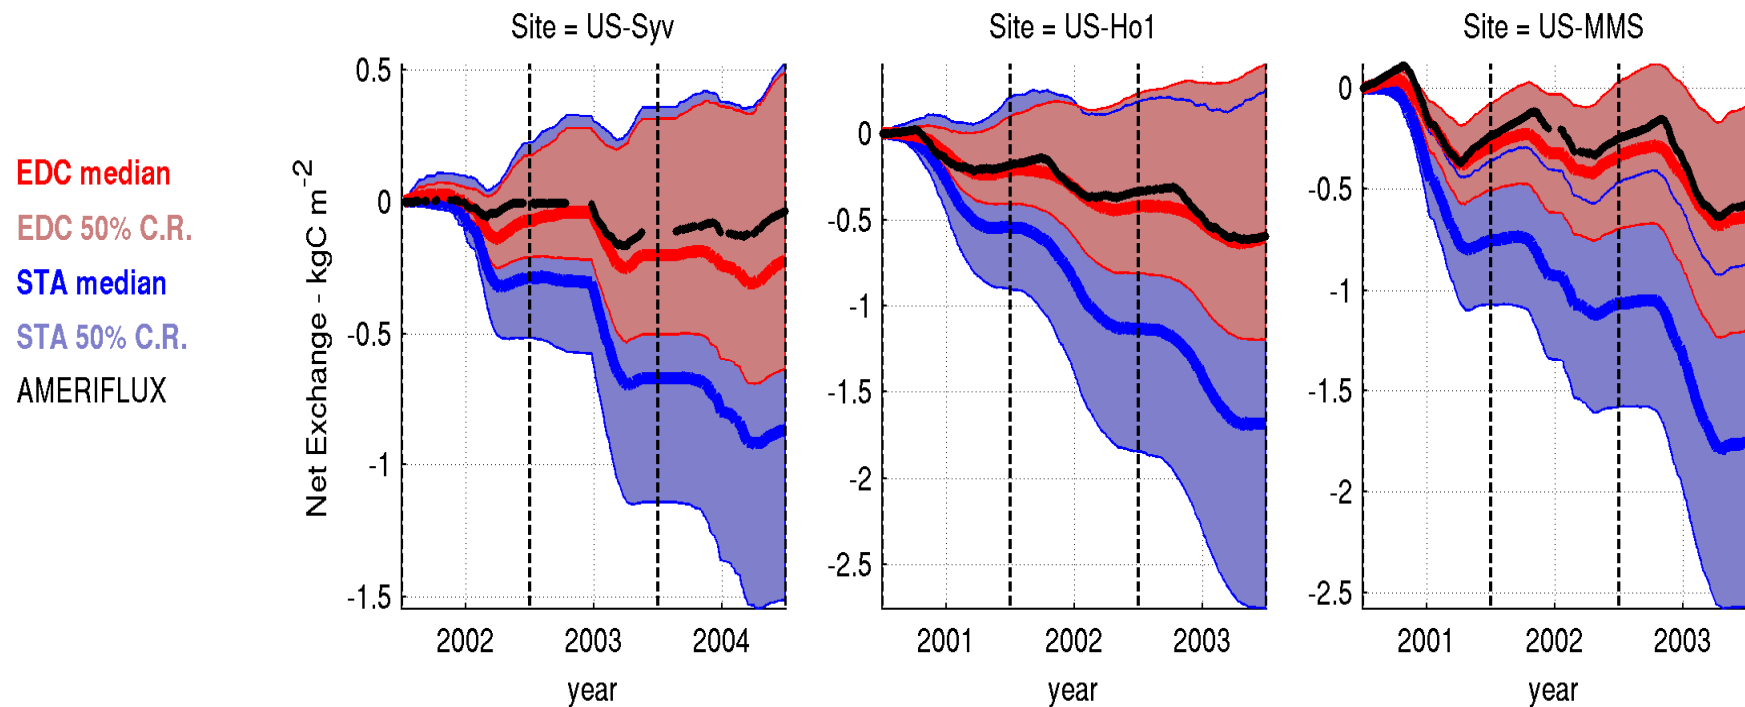 Site = US-Syv
Site = US-Ho1
Site = US-MMS
EDC median
EDC 50% C.R.
STA median
STA 50% C.R.
AMERIFLUX
Net Exchange - kgC m⁻²
0.5
0
-0.5
-1
-1.5
2002
2003
2004
year
0
-0.5
-1
-1.5
-2
-2.5
2001
2002
2003
year
0
-0.5
-1
-1.5
-2
-2.5
2001
2002
2003
year